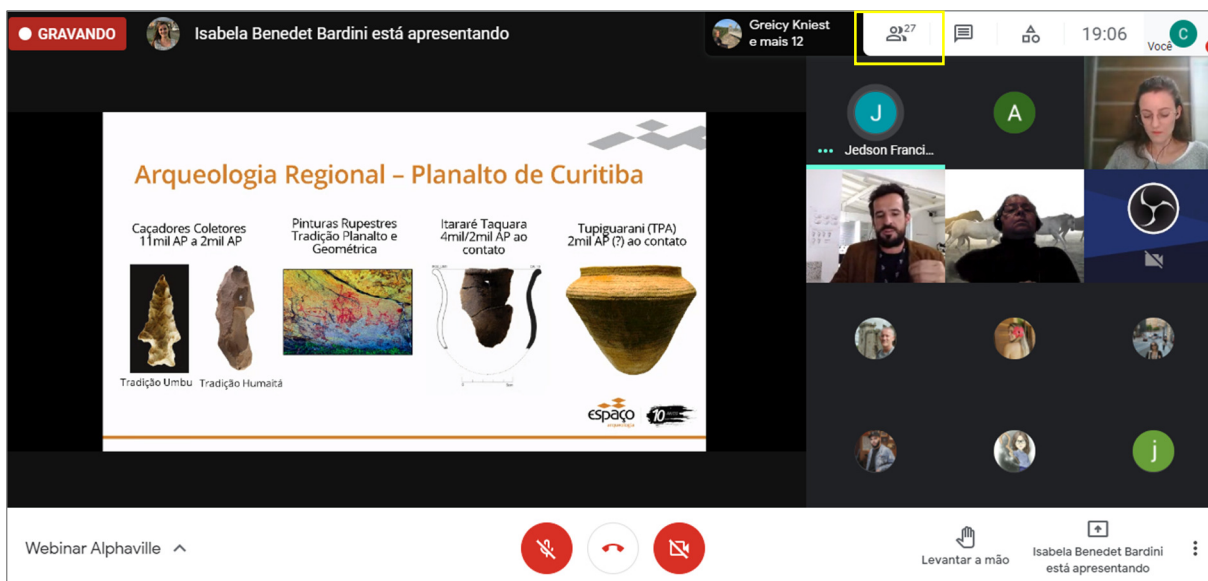 GRAVANDO
Isabela Benedet Bardini está apresentando
Greicy Kniest
e mais 12
27
19:06
Você
C
J
Jedson Franci...
A
Arqueologia Regional – Planalto de Curitiba
Caçadores Coletores
11mil AP a 2mil AP
Pinturas Rupestres
Tradição Planalto e
Geométrica
Itararé Taquara
4mil/2mil AP ao
contato
Tupiguarani (TPA)
2mil AP (?) ao contato
Tradição Umbu
Tradição Humaitá
espaço
arqueologia
10
j
Webinar Alphaville
Levantar a mão
Isabela Benedet Bardini
está apresentando